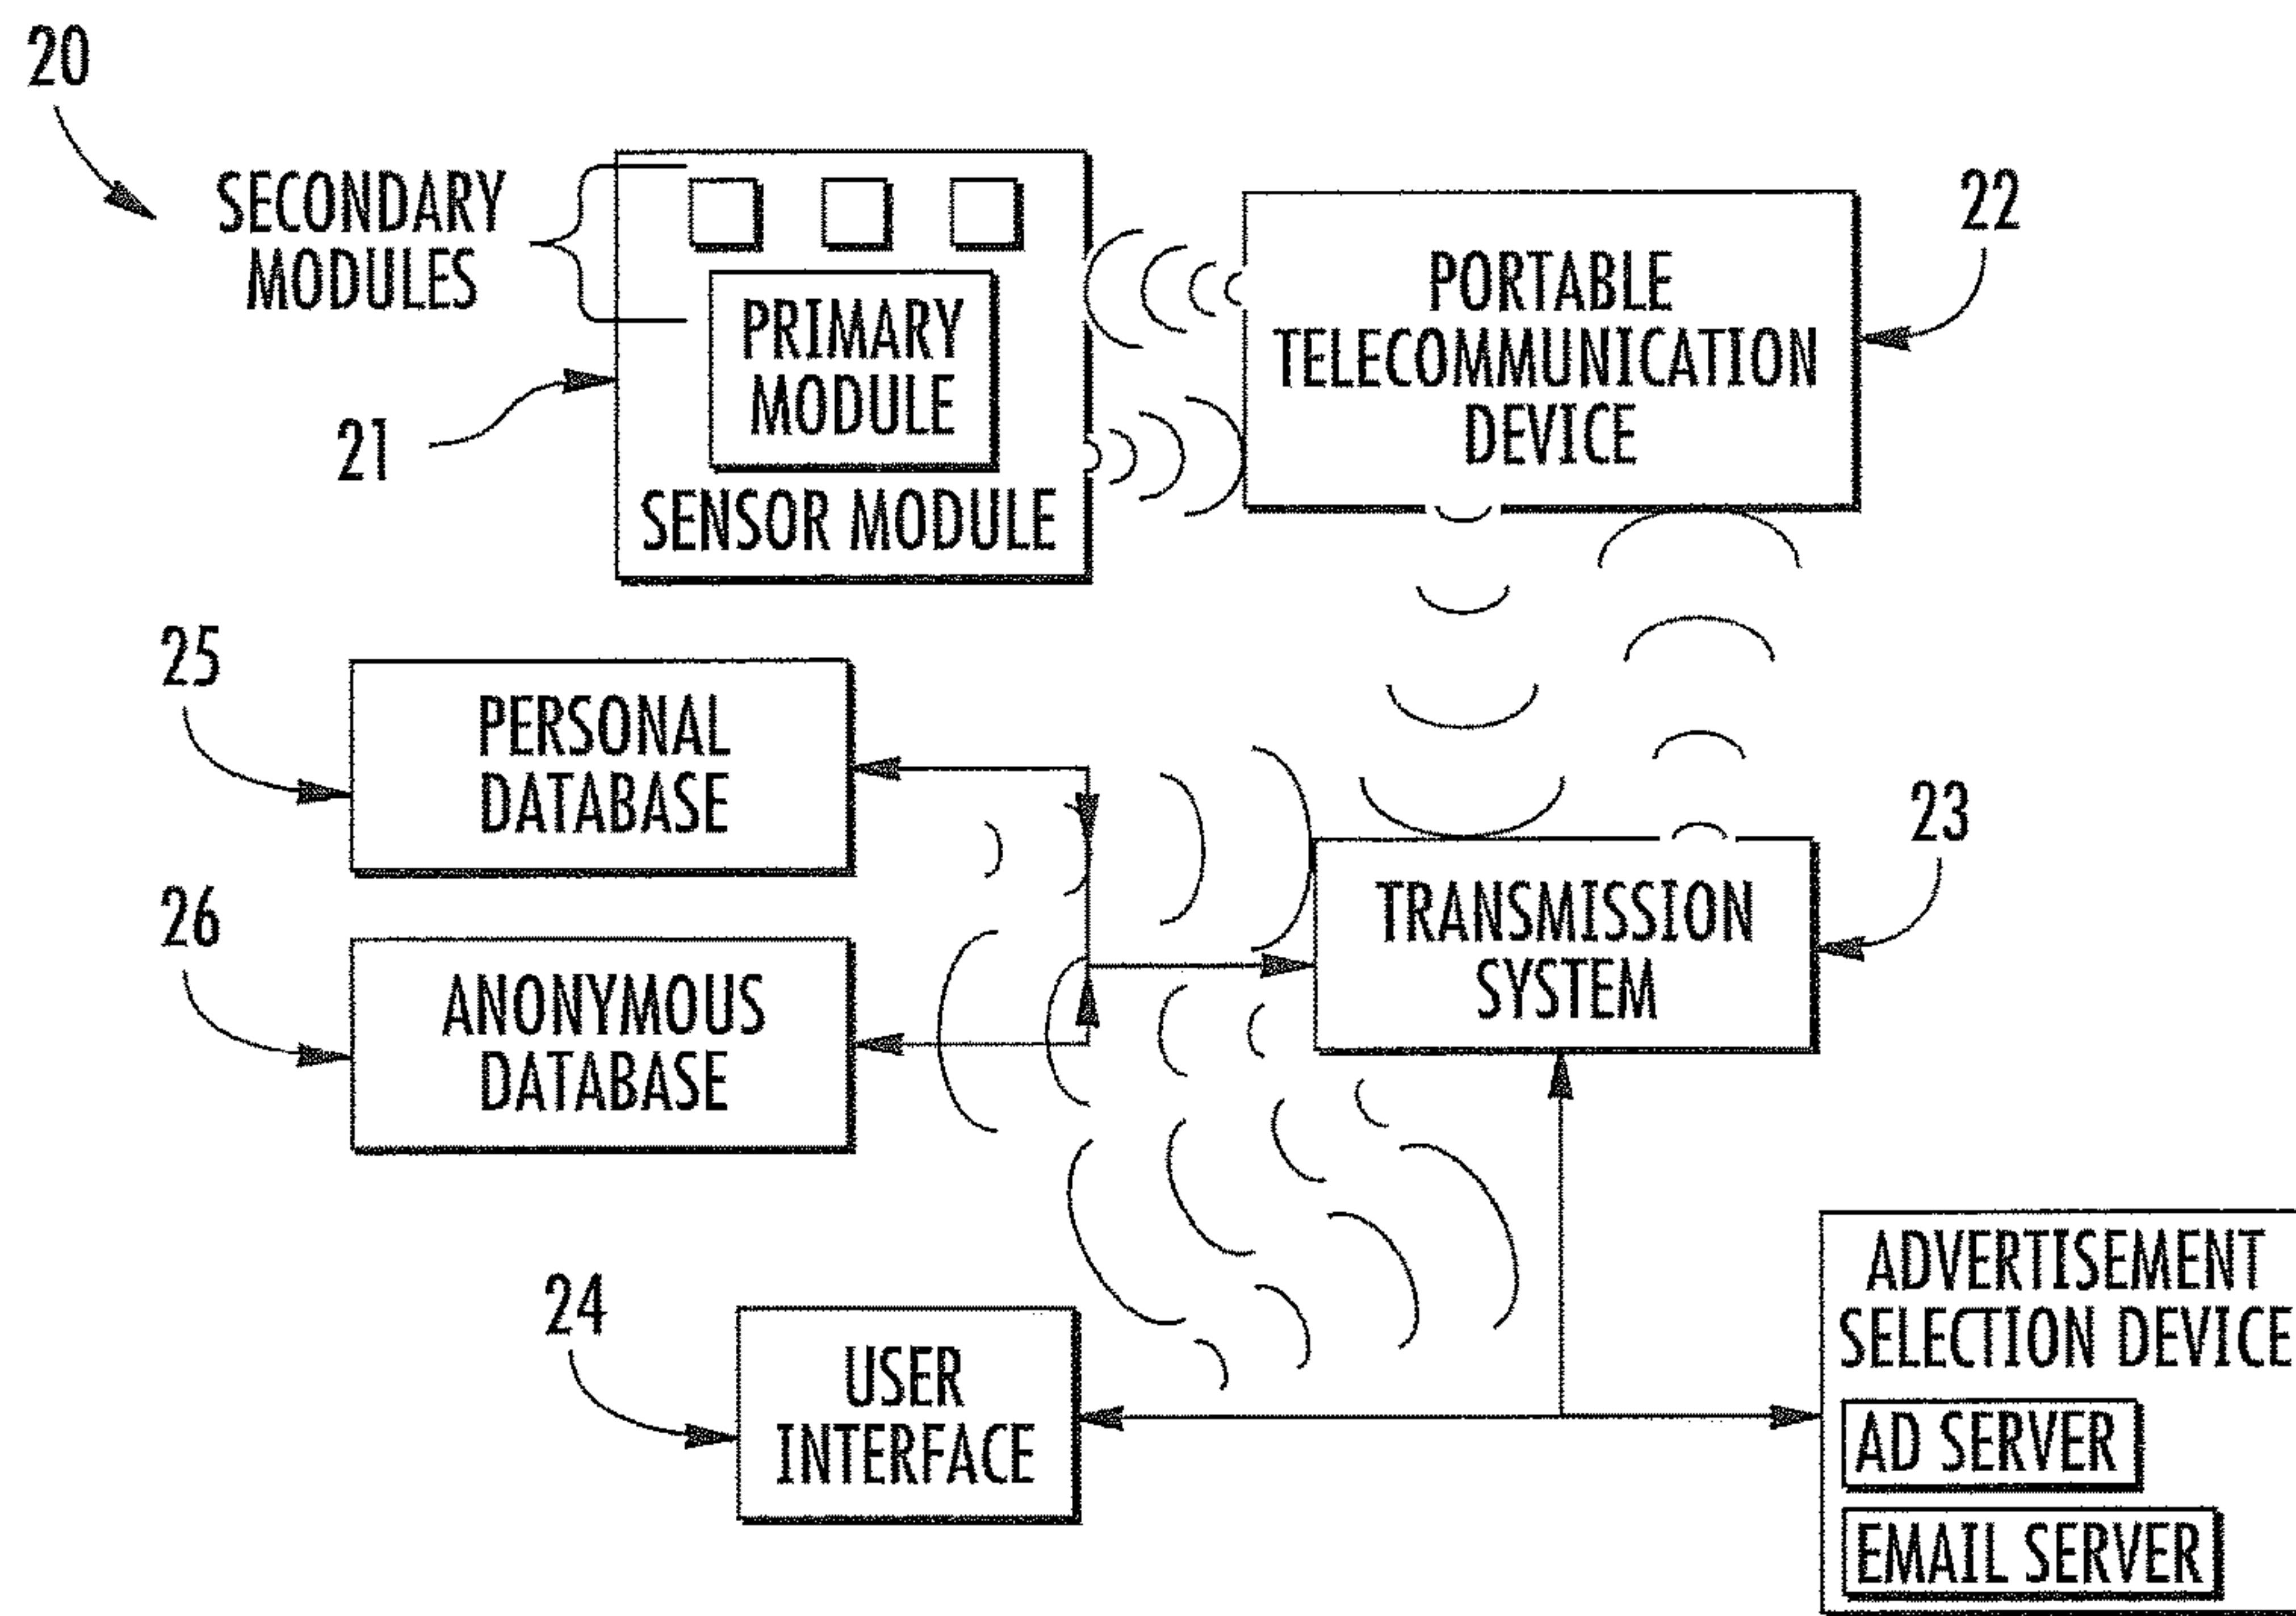 20
SECONDARY
MODULES
PRIMARY
MODULE
SENSOR MODULE
21
PORTABLE
TELECOMMUNICATION
DEVICE
22
25
PERSONAL
DATABASE
26
ANONYMOUS
DATABASE
TRANSMISSION
SYSTEM
23
24
USER
INTERFACE
ADVERTISEMENT
SELECTION DEVICE
AD SERVER
EMAIL SERVER